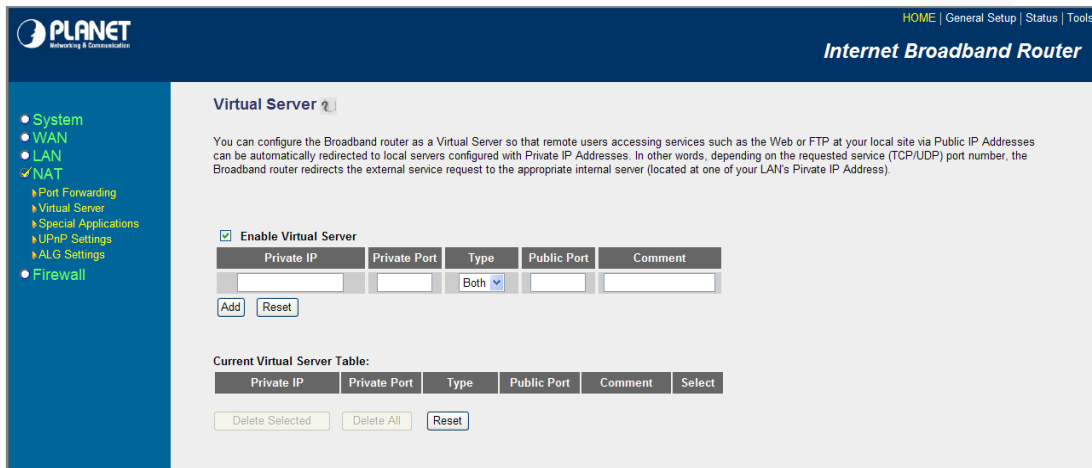 PLANET
Networking & Communication
HOME | General Setup | Status | Tools
Internet Broadband Router
System
WAN
LAN
NAT
Port Forwarding
Virtual Server
Special Applications
UPnP Settings
ALG Settings
Firewall
Virtual Server
You can configure the Broadband router as a Virtual Server so that remote users accessing services such as the Web or FTP at your local site via Public IP Addresses
can be automatically redirected to local servers configured with Private IP Addresses. In other words, depending on the requested service (TCP/UDP) port number, the
Broadband router redirects the external service request to the appropriate internal server (located at one of your LAN's Private IP Address).
Enable Virtual Server
Private IP Private Port Type Public Port Comment
Both
Add Reset
Current Virtual Server Table:
Private IP Private Port Type Public Port Comment Select
Delete Selected Delete All Reset